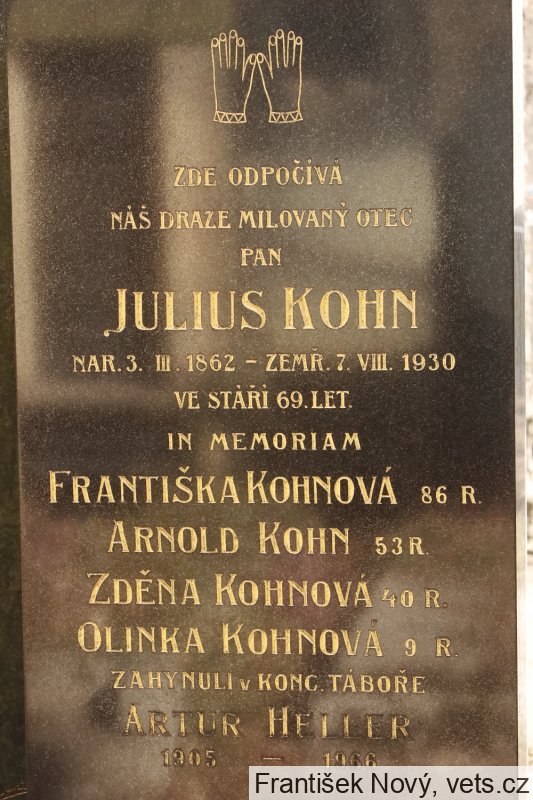 ZDE ODPOČÍVÁ
NÁŠ DRAZE MILOVANÝ OTEC
PAN
JULIUS KOHN
NAR. 3. III. 1862 – ZEMŘ. 7. VIII. 1930
VE STÁŘÍ 69. LET.
IN MEMORIAM
FRANTIŠKA KOHNOVÁ 86 R.
ARNOLD KOHN 53 R.
ZDĚNA KOHNOVÁ 40 R.
OLINKA KOHNOVÁ 9 R.
ZAHYNULI V KONC. TÁBOŘE
ARTUR HELLER
1905 – 1966
František Nový, vets.cz